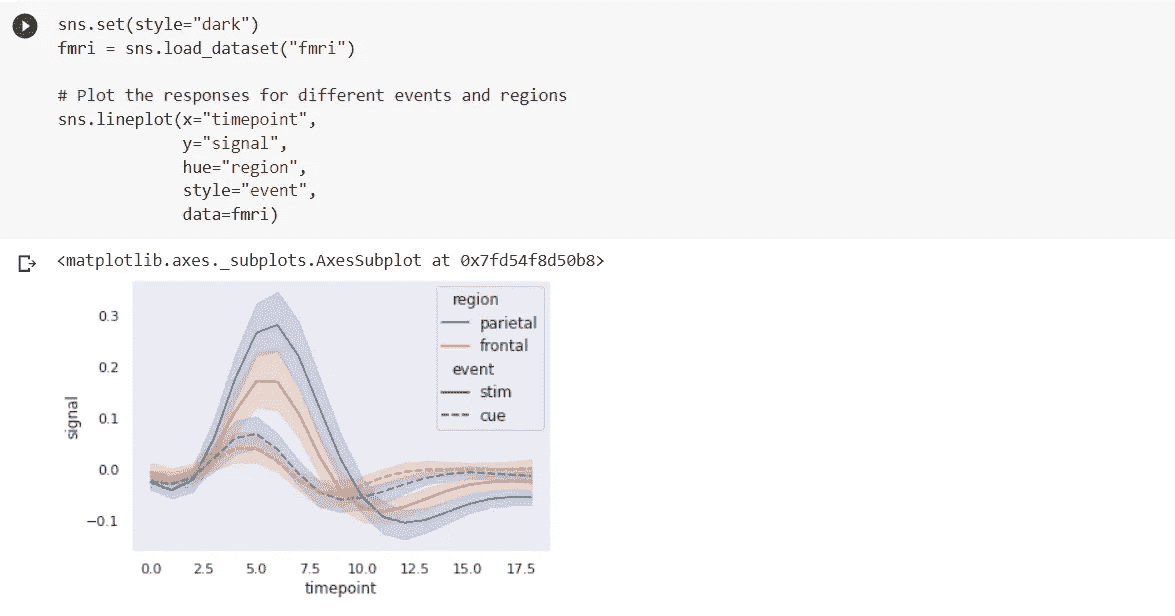 sns.set(style="dark")
fmri = sns.load_dataset("fmri")
# Plot the responses for different events and regions
sns.lineplot(x="timepoint",
y="signal",
hue="region",
style="event",
data=fmri)
<matplotlib.axes._subplots.AxesSubplot at 0x7fd54f8d50b8>
region
parietal
frontal
event
stim
cue
0.3
0.2
0.1
0.0
−0.1
signal
0.0 2.5 5.0 7.5 10.0 12.5 15.0 17.5
timepoint